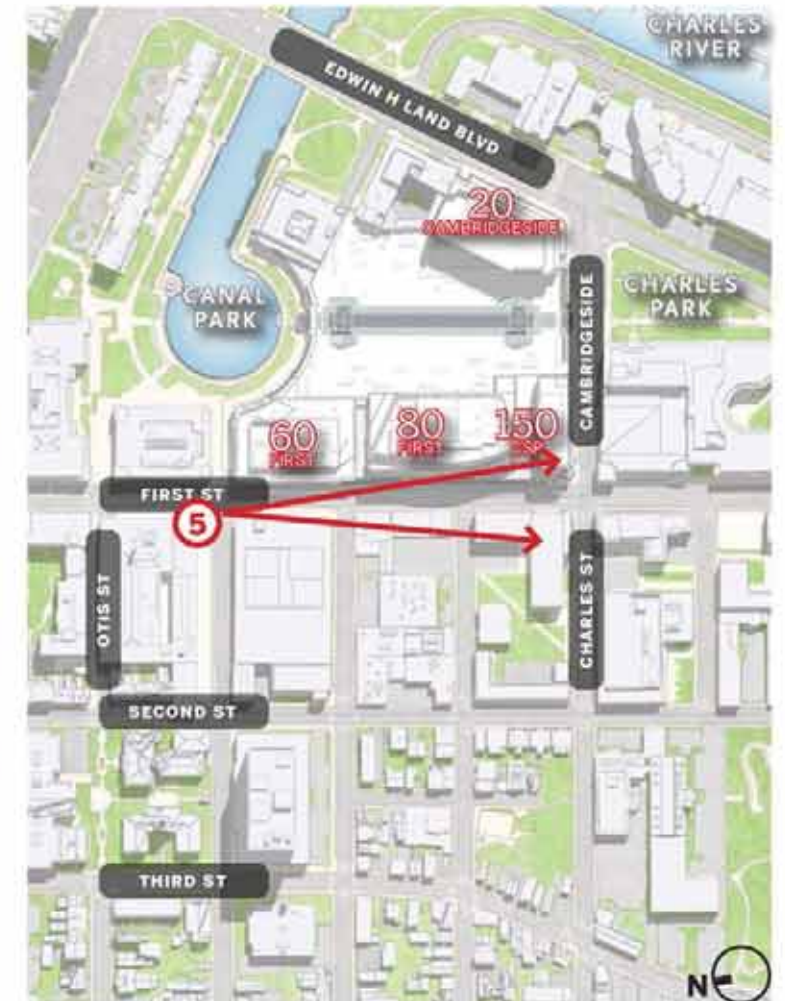 CHARLES
RIVER
EDWIN H LAND BLVD
20
CAMBRIDGESIDE
CANAL
PARK
CAMBRIDGESIDE
CHARLES
PARK
60
FIRST
80
FIRST
150
CSP
FIRST ST
5
OTIS ST
CHARLES ST
SECOND ST
THIRD ST
N